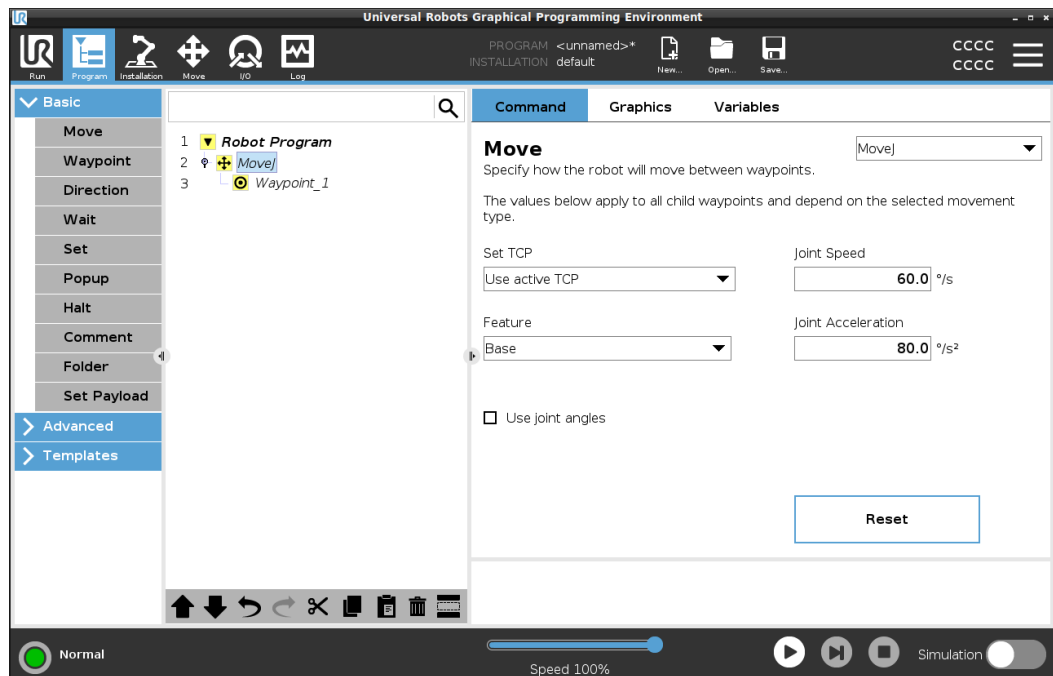 Universal Robots Graphical Programming Environment
Run
Program
Installation
Move
I/O
Log
PROGRAM <unnamed>*
INSTALLATION default
New...
Open...
Save...
CCCC
CCCC
Basic
Move
Waypoint
Direction
Wait
Set
Popup
Halt
Comment
Folder
Set Payload
Advanced
Templates
1 Robot Program
2 MoveJ
3 Waypoint_1
Command Graphics Variables
Move
MoveJ
Specify how the robot will move between waypoints.
The values below apply to all child waypoints and depend on the selected movement
type.
Set TCP
Use active TCP
Joint Speed
60.0 °/s
Feature
Base
Joint Acceleration
80.0 °/s²
Use joint angles
Reset
Normal
Speed 100%
Simulation